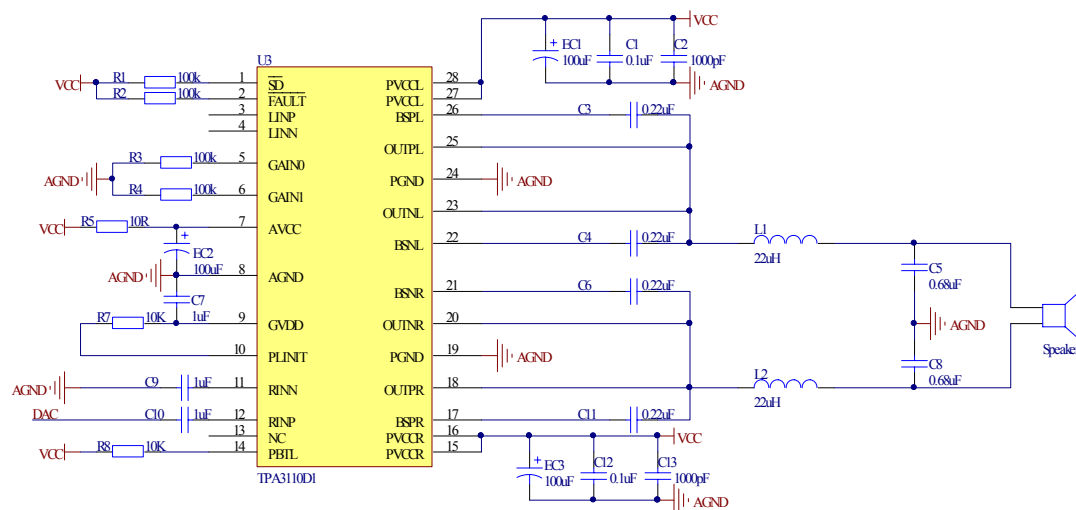 VCC
EC1
100uF
C1
0.1uF
C2
1000pF
AGND
U3
VCC
R1
100k
1
SD
PVCCL
28
R2
100k
2
FAULT
PVCCL
27
3
LINP
BSPL
26
C3
0.22uF
4
LINN
OUTPL
25
AGND
R3
100k
5
GAIN0
PGND
24
AGND
R4
100k
6
GAIN1
OUTNL
23
VCC
R5
10R
7
AVCC
BSNL
22
C4
0.22uF
L1
22uH
EC2
100uF
AGND
8
AGND
BSNR
21
C6
0.22uF
C5
0.68uF
C7
1uF
R7
10K
9
GVDD
OUTNR
20
AGND
10
PLINIT
PGND
19
AGND
Speake
C8
0.68uF
AGND
C9
1uF
11
RINN
OUTPR
18
L2
22uH
DAC
C10
1uF
12
RINP
BSPR
17
C11
0.22uF
13
NC
PVCCR
16
VCC
VCC
R8
10K
14
PBTL
PVCCR
15
EC3
100uF
C12
0.1uF
C13
1000pF
AGND
TPA3110D1